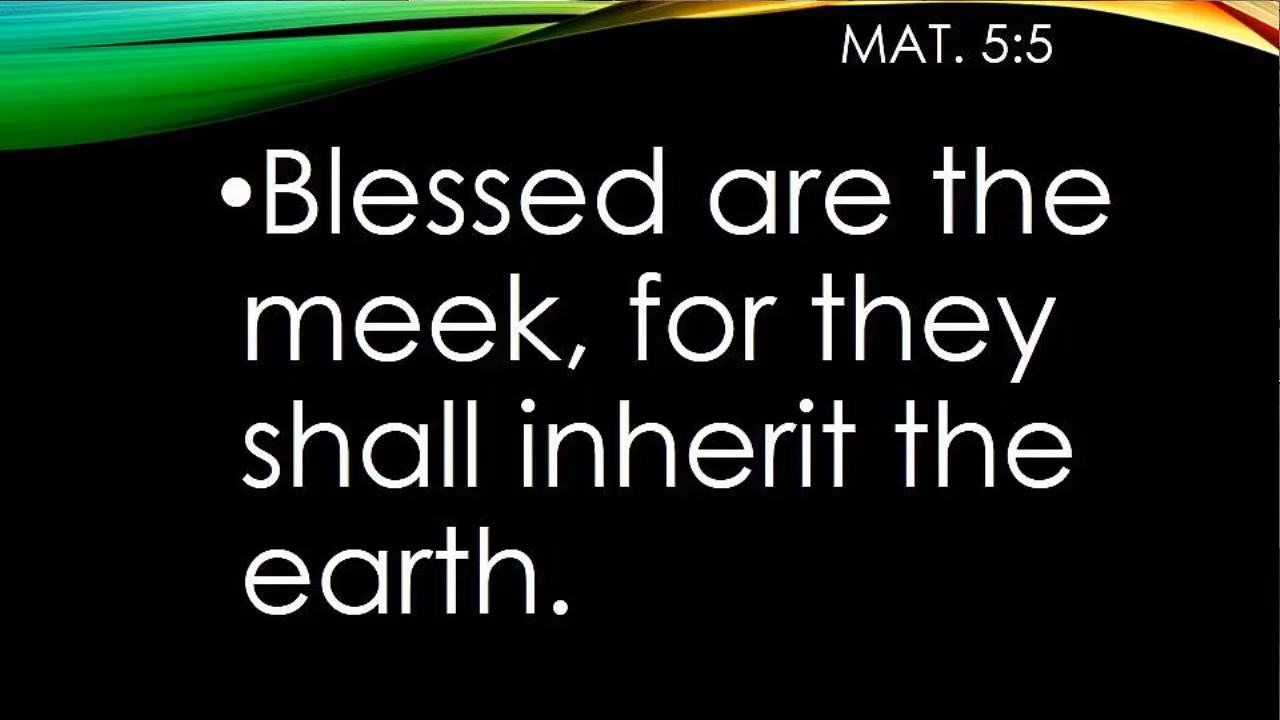 MAT. 5:5
•Blessed are the
meek, for they
shall inherit the
earth.